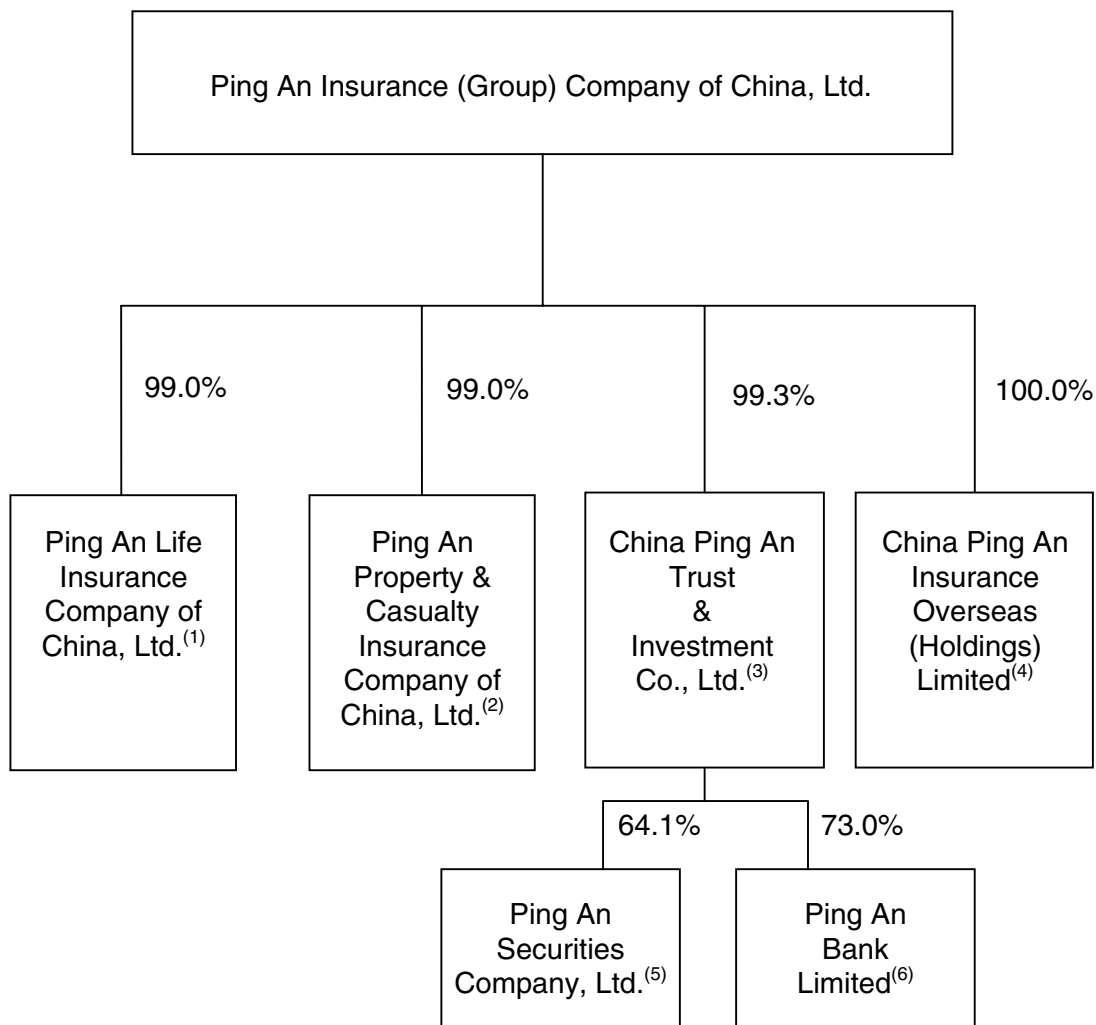 Ping An Insurance (Group) Company of China, Ltd.
99.0%
99.0%
99.3%
100.0%
Ping An Life
Insurance
Company of
China, Ltd.(1)
Ping An
Property &
Casualty
Insurance
Company of
China, Ltd.(2)
China Ping An
Trust
&
Investment
Co., Ltd.(3)
China Ping An
Insurance
Overseas
(Holdings)
Limited(4)
64.1%
73.0%
Ping An
Securities
Company, Ltd.(5)
Ping An
Bank
Limited(6)